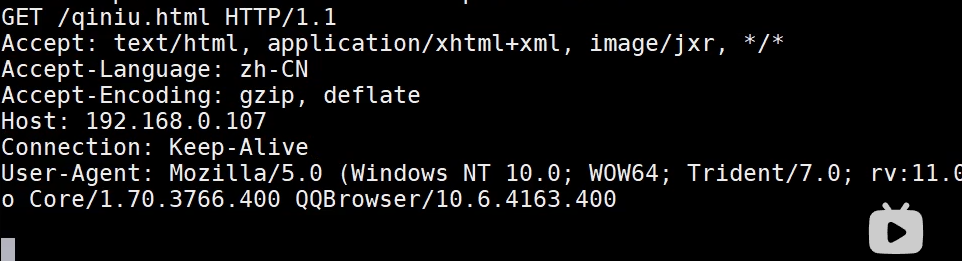 GET /qiniu.html HTTP/1.1
Accept: text/html, application/xhtml+xml, image/jxr, */*
Accept-Language: zh-CN
Accept-Encoding: gzip, deflate
Host: 192.168.0.107
Connection: Keep-Alive
User-Agent: Mozilla/5.0 (Windows NT 10.0; WOW64; Trident/7.0; rv:11.0
o Core/1.70.3766.400 QQBrowser/10.6.4163.400